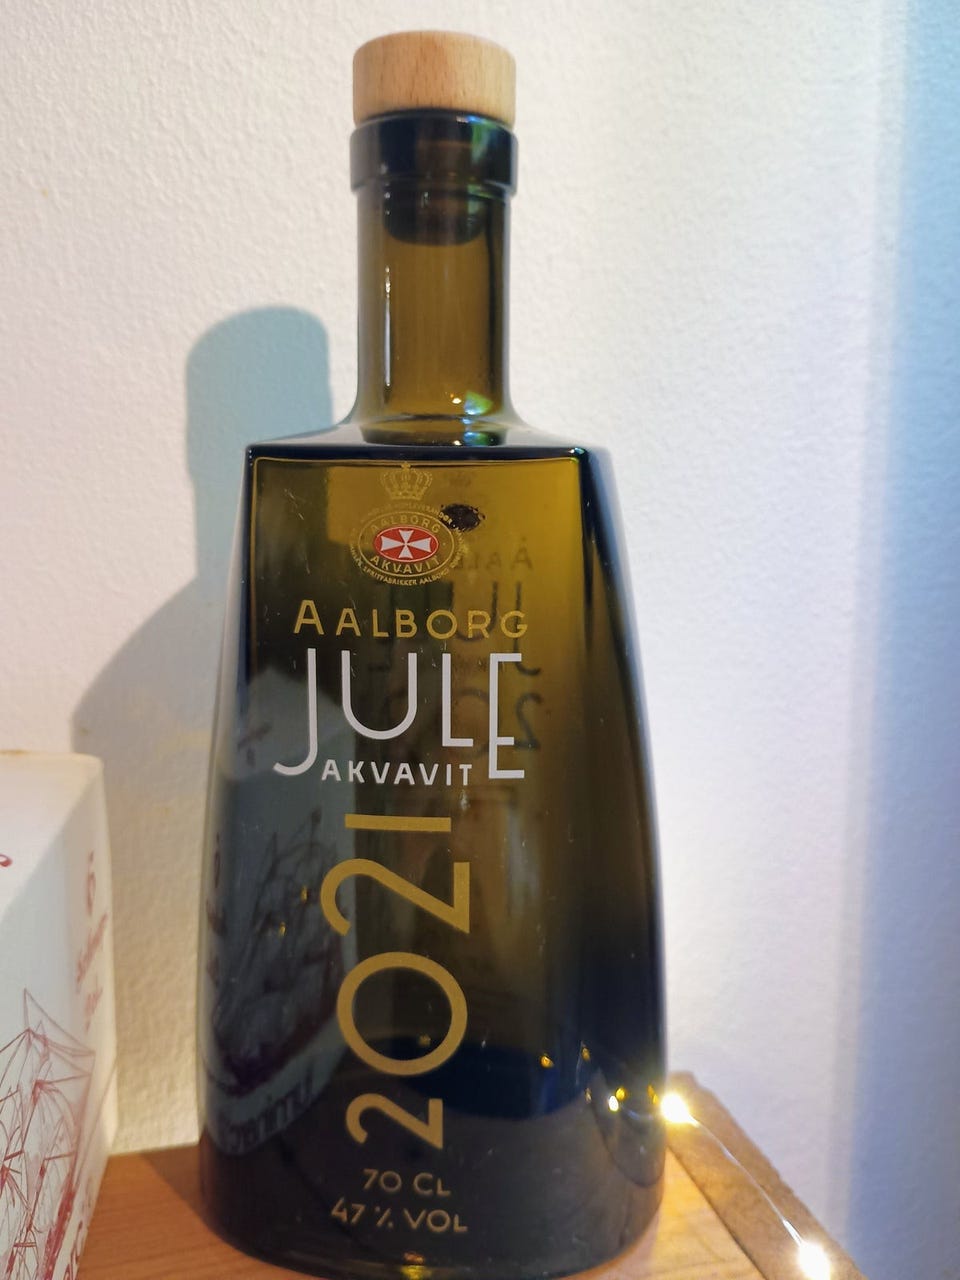 AALBORG
AKVAVIT
AALBORG
JULE
AKVAVIT
2021
70 CL
47 % VOL